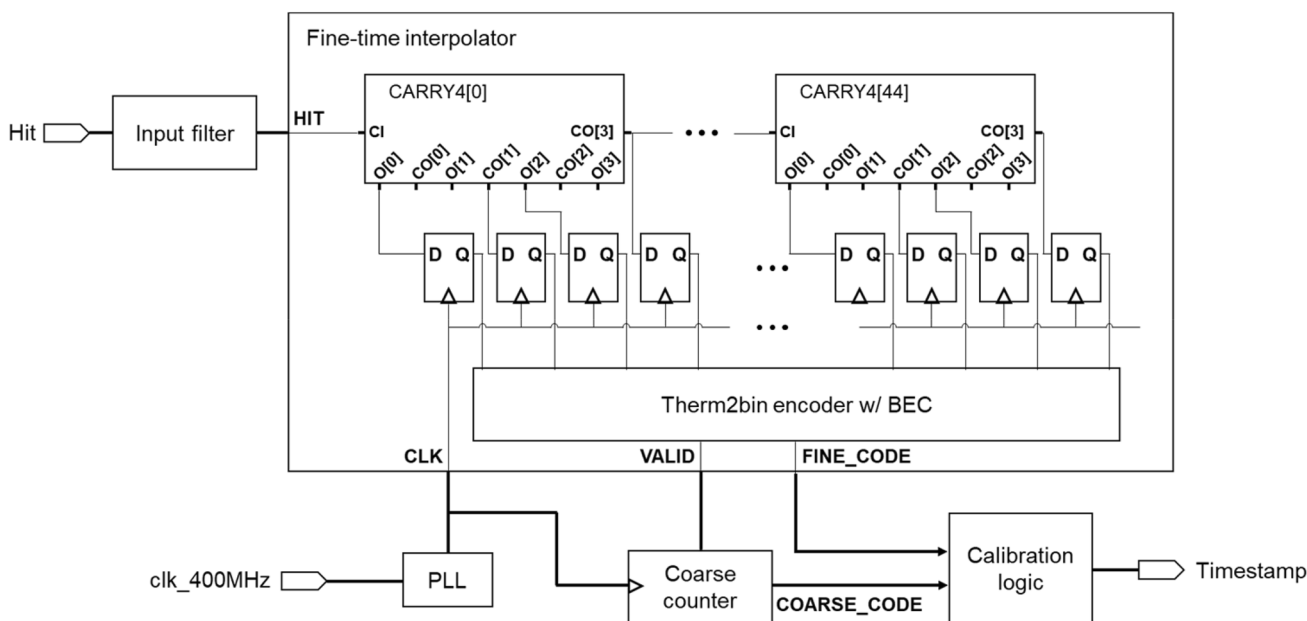 Fine-time interpolator
CARRY4[0]
CARRY4[44]
Hit
Input filter
HIT
CI
CO[3]
•••
CI
CO[3]
O[0]
CO[0]
O[1]
CO[1]
O[2]
CO[2]
O[3]
O[0]
CO[0]
O[1]
CO[1]
O[2]
CO[2]
O[3]
D Q
D Q
D Q
D Q
•••
D Q
D Q
D Q
D Q
•••
Therm2bin encoder w/ BEC
CLK
VALID
FINE_CODE
clk_400MHz
PLL
Coarse
counter
COARSE_CODE
Calibration
logic
Timestamp